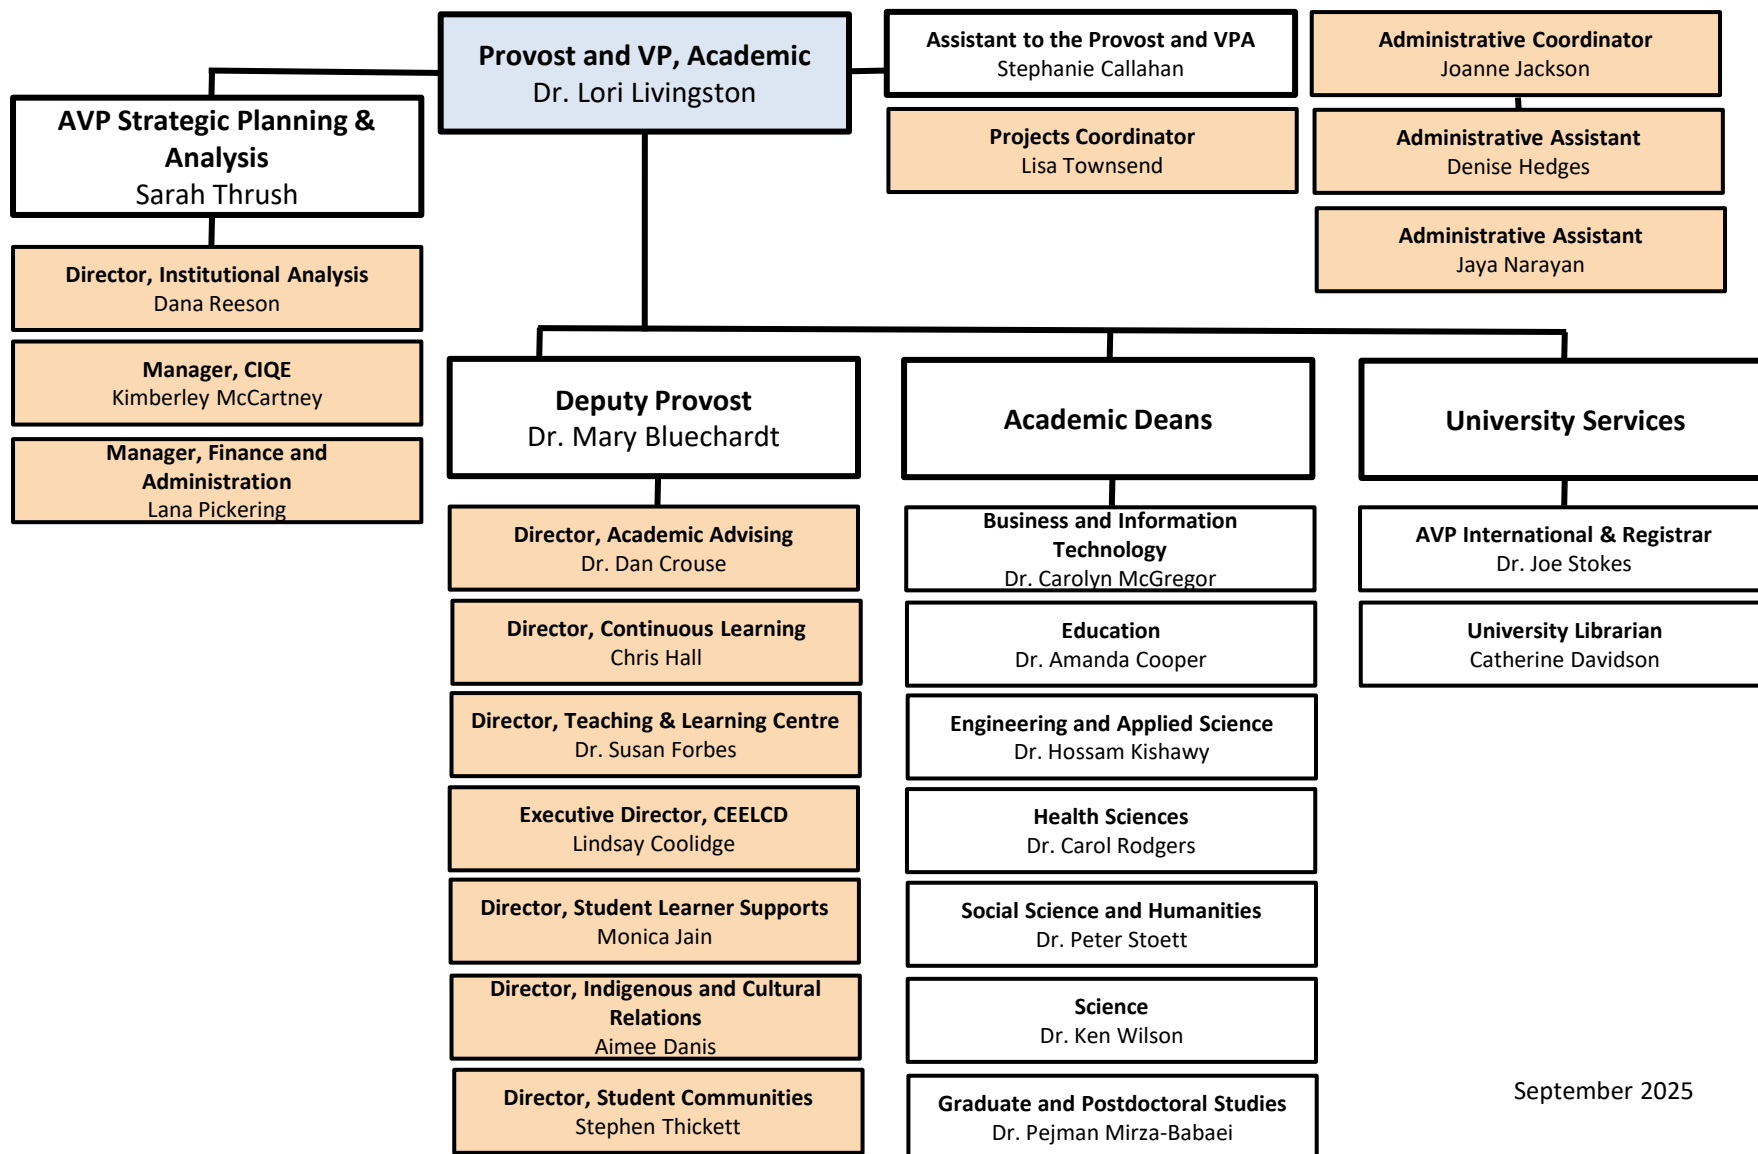 Provost and VP, Academic
Dr. Lori Livingston
Assistant to the Provost and VPA
Stephanie Callahan
Administrative Coordinator
Joanne Jackson
Projects Coordinator
Lisa Townsend
Administrative Assistant
Denise Hedges
Administrative Assistant
Jaya Narayan
AVP Strategic Planning &
Analysis
Sarah Thrush
Director, Institutional Analysis
Dana Reeson
Manager, CIQE
Kimberley McCartney
Manager, Finance and
Administration
Lana Pickering
Deputy Provost
Dr. Mary Bluechardt
Director, Academic Advising
Dr. Dan Crouse
Director, Continuous Learning
Chris Hall
Director, Teaching & Learning Centre
Dr. Susan Forbes
Executive Director, CEELCD
Lindsay Coolidge
Director, Student Learner Supports
Monica Jain
Director, Indigenous and Cultural
Relations
Aimee Danis
Director, Student Communities
Stephen Thickett
Academic Deans
Business and Information
Technology
Dr. Carolyn McGregor
Education
Dr. Amanda Cooper
Engineering and Applied Science
Dr. Hossam Kishawy
Health Sciences
Dr. Carol Rodgers
Social Science and Humanities
Dr. Peter Stoett
Science
Dr. Ken Wilson
Graduate and Postdoctoral Studies
Dr. Pejman Mirza-Babaei
University Services
AVP International & Registrar
Dr. Joe Stokes
University Librarian
Catherine Davidson
September 2025